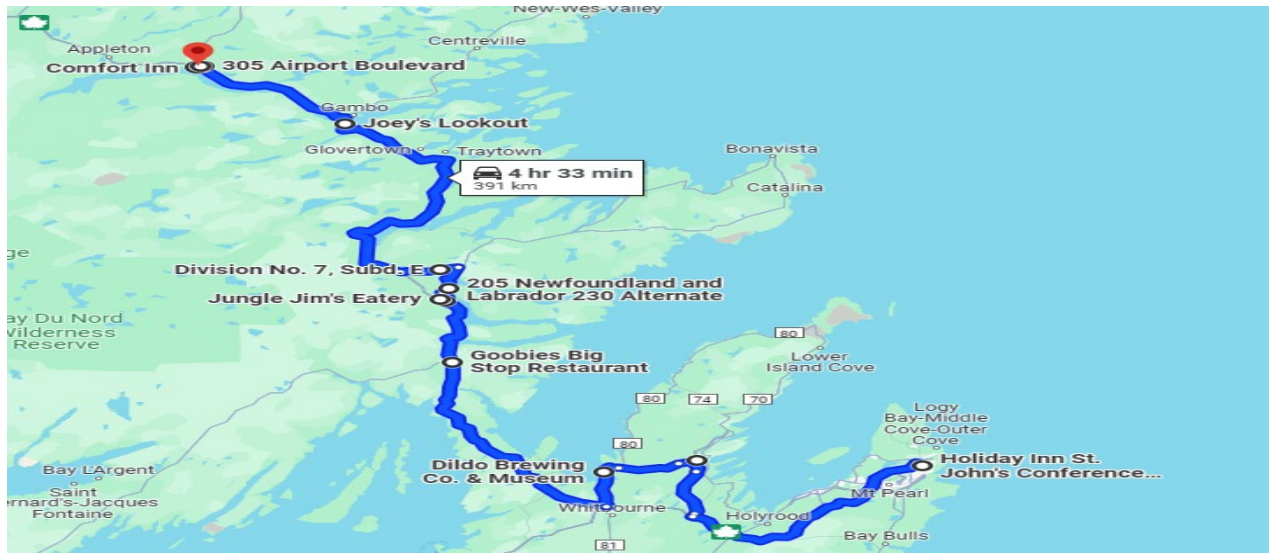 New-Wes-Valley
Appleton
Centreville
Comfort Inn
305 Airport Boulevard
Gambo
Joey's Lookout
Glovertown
Traytown
Bonavista
4 hr 33 min
391 km
Catalina
Division No. 7, Subd. E
205 Newfoundland and
Labrador 230 Alternate
Jungle Jim's Eatery
ay Du Nord
Wilderness
Reserve
80
Lower
Island Cove
Goobies Big
Stop Restaurant
80
74
70
Logy
Bay-Middle
Cove-Outer
Cove
80
Dildo Brewing
Co. & Museum
Holiday Inn St.
John's Conference...
Bay L'Argent
Saint
ernard's-Jacques
Fontaine
Mt Pearl
Whitbourne
Holyrood
Bay Bulls
81